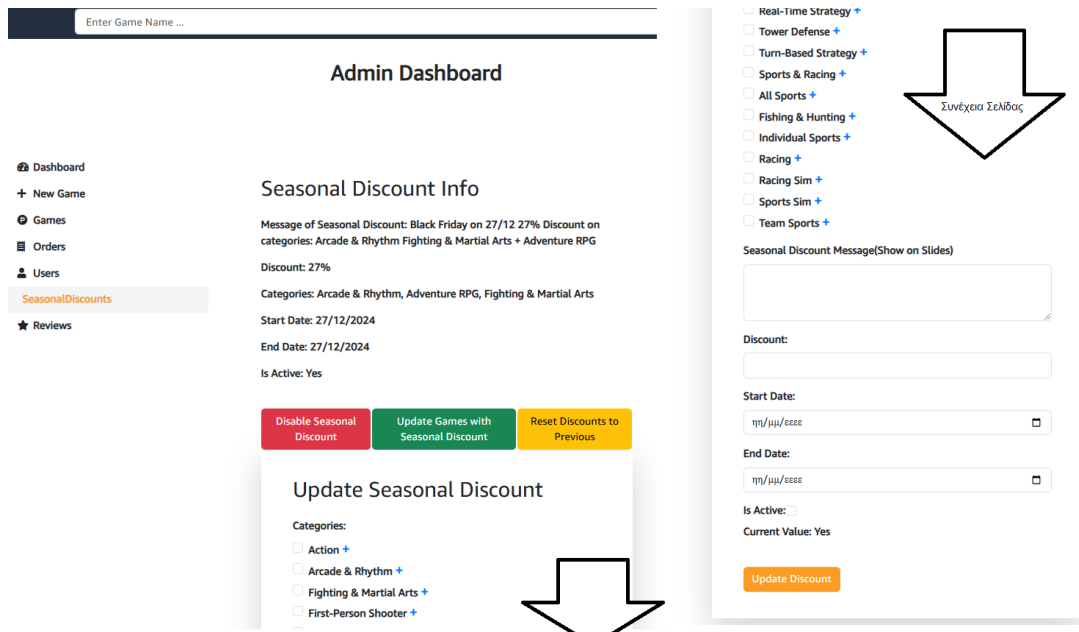 Enter Game Name ...
Admin Dashboard
Dashboard
+ New Game
Games
Orders
Users
SeasonalDiscounts
Reviews
Seasonal Discount Info
Message of Seasonal Discount: Black Friday on 27/12 27% Discount on
categories: Arcade & Rhythm Fighting & Martial Arts + Adventure RPG
Discount: 27%
Categories: Arcade & Rhythm, Adventure RPG, Fighting & Martial Arts
Start Date: 27/12/2024
End Date: 27/12/2024
Is Active: Yes
Disable Seasonal
Discount
Update Games with
Seasonal Discount
Reset Discounts to
Previous
Update Seasonal Discount
Categories:
Action +
Arcade & Rhythm +
Fighting & Martial Arts +
First-Person Shooter +
Real-Time Strategy +
Tower Defense +
Turn-Based Strategy +
Sports & Racing +
All Sports +
Fishing & Hunting +
Individual Sports +
Racing +
Racing Sim +
Sports Sim +
Team Sports +
Συνέχεια Σελίδας
Seasonal Discount Message(Show on Slides)
Discount:
Start Date:
ηη/μμ/εεεε
End Date:
ηη/μμ/εεεε
Is Active:
Current Value: Yes
Update Discount